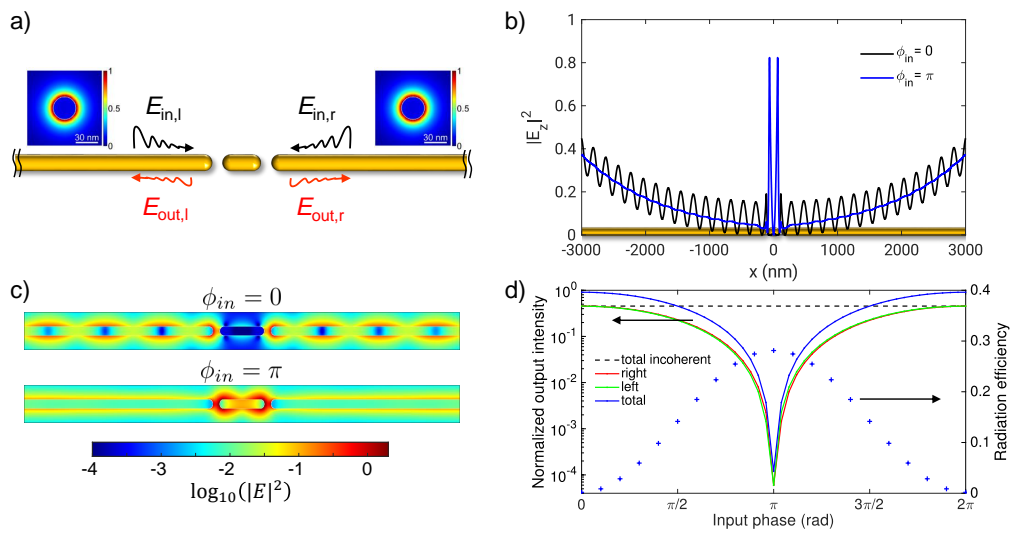 a)
1
0.5
0
30 nm
E_in,l
E_in,r
1
0.5
0
30 nm
E_out,l
E_out,r
b)
1
0.8
0.6
0.4
0.2
0
|E_z|^2
ϕ_in = 0
ϕ_in = π
-3000 -2000 -1000 0 1000 2000 3000
x (nm)
c)
ϕ_in = 0
ϕ_in = π
-4 -3 -2 -1 0
log_10(|E|^2)
d)
10^0
10^-1
10^-2
10^-3
10^-4
Normalized output intensity
total incoherent
right
left
total
0.4
0.3
0.2
0.1
0
Radiation efficiency
0 π/2 π 3π/2 2π
Input phase (rad)